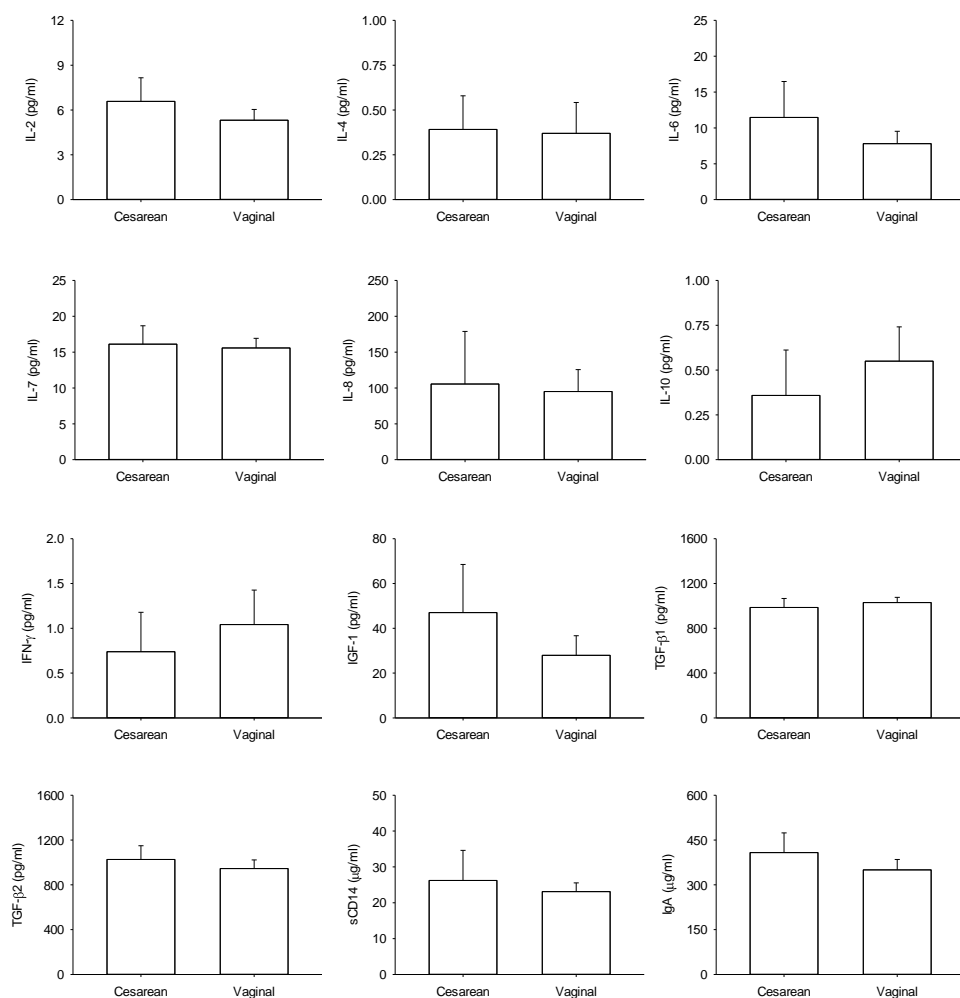 IL-2 (pg/ml)
12
9
6
3
0
Cesarean Vaginal
IL-4 (pg/ml)
1.00
0.75
0.50
0.25
0.00
Cesarean Vaginal
IL-6 (pg/ml)
25
20
15
10
5
0
Cesarean Vaginal
IL-7 (pg/ml)
25
20
15
10
5
0
Cesarean Vaginal
IL-8 (pg/ml)
250
200
150
100
50
0
Cesarean Vaginal
IL-10 (pg/ml)
1.00
0.75
0.50
0.25
0.00
Cesarean Vaginal
IFN-γ (pg/ml)
2.0
1.5
1.0
0.5
0.0
Cesarean Vaginal
IGF-1 (pg/ml)
80
60
40
20
0
Cesarean Vaginal
TGF-β1 (pg/ml)
1600
1200
800
400
0
Cesarean Vaginal
TGF-β2 (pg/ml)
1600
1200
800
400
0
Cesarean Vaginal
sCD14 (μg/ml)
50
40
30
20
10
0
Cesarean Vaginal
IgA (μg/ml)
600
450
300
150
0
Cesarean Vaginal